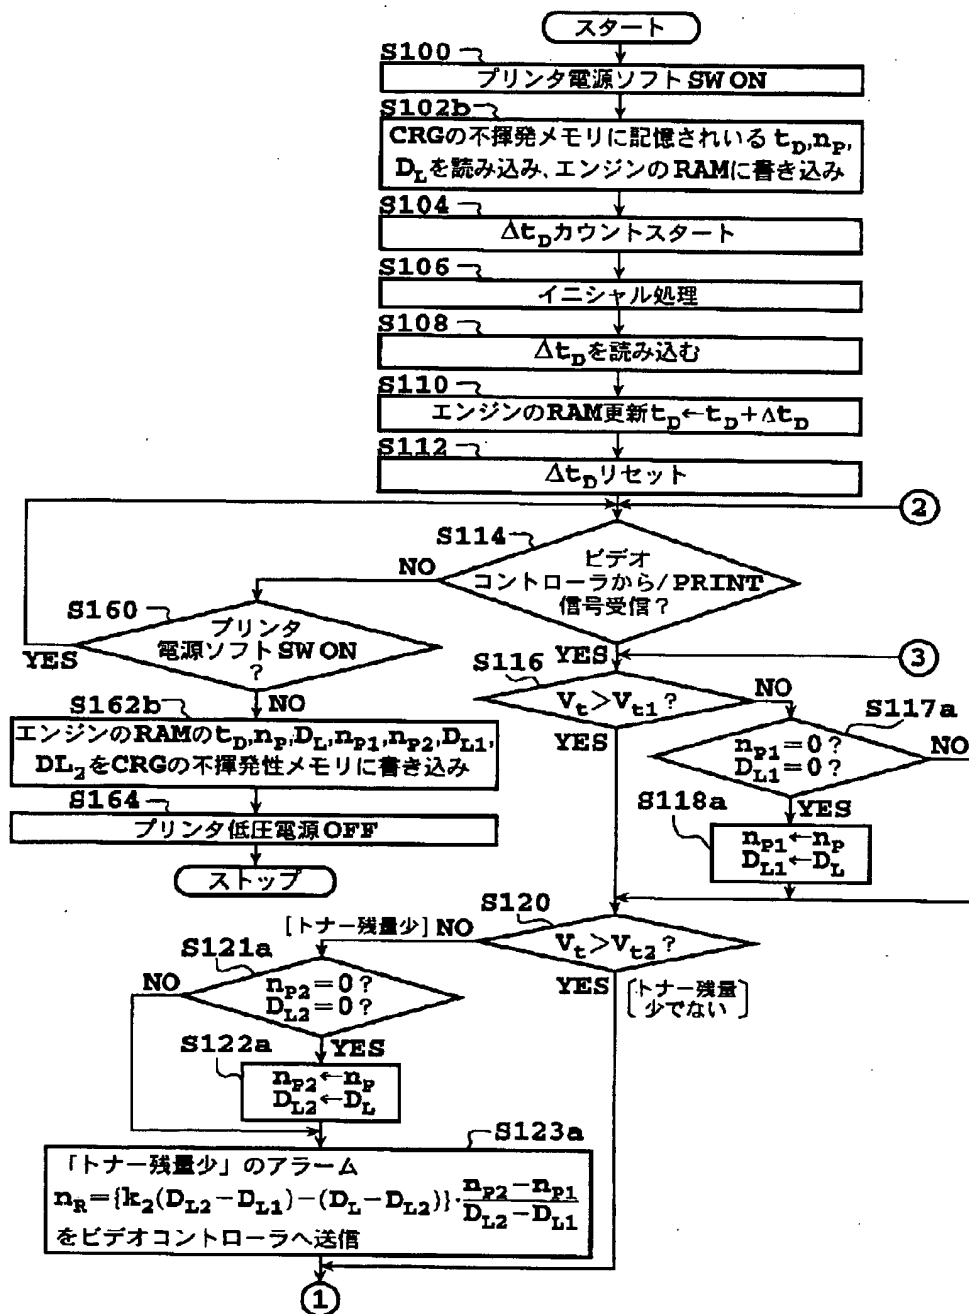 スタート
S100
プリンタ電源ソフトSW ON
S102b
CRGの不揮発メモリに記憶されいるtD,nP,
DLを読み込み、エンジンのRAMに書き込み
S104
ΔtDカウントスタート
S106
イニシャル処理
S108
ΔtDを読み込む
S110
エンジンのRAM更新tD←tD+ΔtD
S112
ΔtDリセット
2
S114
ビデオ
コントローラから/PRINT
信号受信?
NO
YES
S160
プリンタ
電源ソフトSW ON
?
YES
NO
3
S116
Vt>Vt1?
NO
YES
S117a
nP1=0?
DL1=0?
NO
YES
S118a
nP1←nP
DL1←DL
S162b
エンジンのRAMのtD,nP,DL,nP1,nP2,DL1,
DL2をCRGの不揮発性メモリに書き込み
S164
プリンタ低圧電源OFF
ストップ
S120
Vt>Vt2?
[トナー残量少] NO
YES
[トナー残量
少でない]
S121a
nP2=0?
DL2=0?
NO
YES
S122a
nP2←nP
DL2←DL
S123a
「トナー残量少」のアラーム
nR={k2(DL2−DL1)−(DL−DL2)}·(nP2−nP1)/(DL2−DL1)
をビデオコントローラへ送信
1